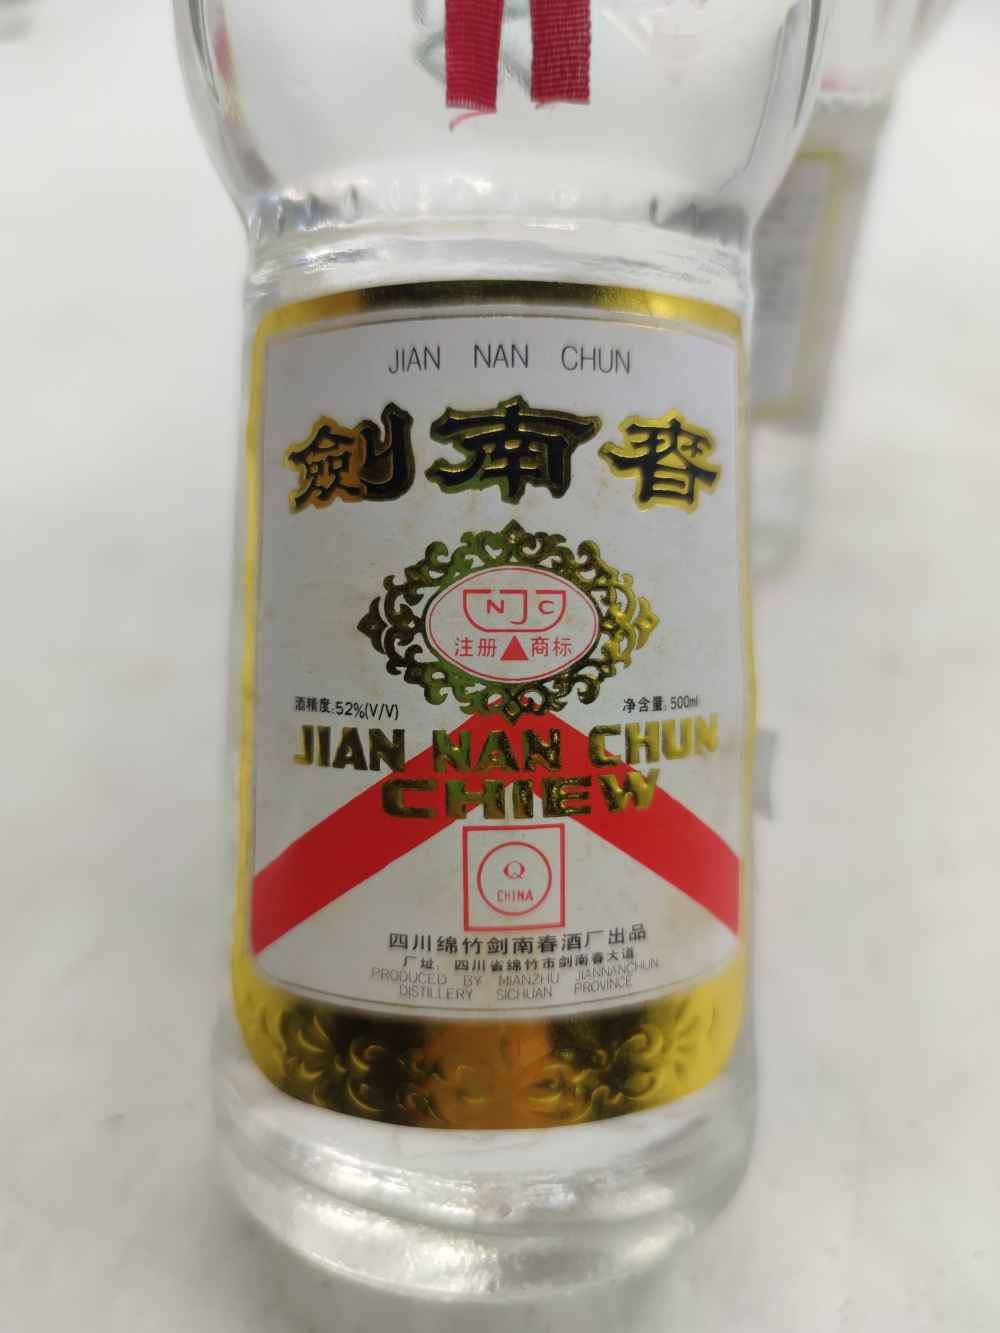 JIAN NAN CHUN
劍南春
NJC
注册 商标
酒精度:52%(V/V)
净含量:500ml
JIAN NAN CHUN
CHIEW
Q
CHINA
四川绵竹剑南春酒厂出品
厂址:四川省绵竹市剑南春大道
PRODUCED BY MIANZHU JIANNANCHUN
DISTILLERY SICHUAN PROVINCE